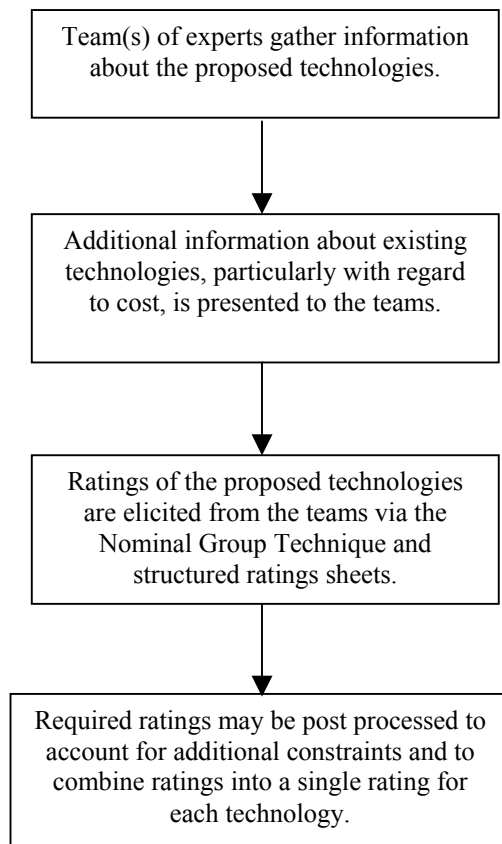 Team(s) of experts gather information
about the proposed technologies.
Additional information about existing
technologies, particularly with regard
to cost, is presented to the teams.
Ratings of the proposed technologies
are elicited from the teams via the
Nominal Group Technique and
structured ratings sheets.
Required ratings may be post processed to
account for additional constraints and to
combine ratings into a single rating for
each technology.